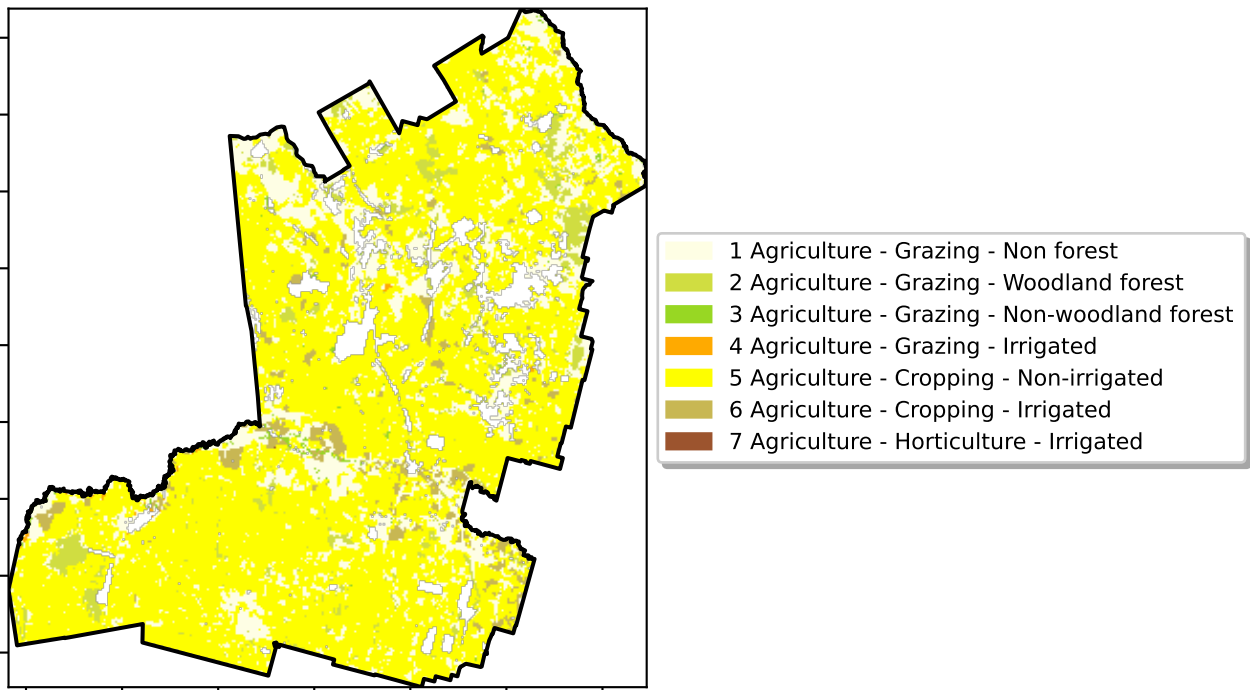 1 Agriculture - Grazing - Non forest
2 Agriculture - Grazing - Woodland forest
3 Agriculture - Grazing - Non-woodland forest
4 Agriculture - Grazing - Irrigated
5 Agriculture - Cropping - Non-irrigated
6 Agriculture - Cropping - Irrigated
7 Agriculture - Horticulture - Irrigated